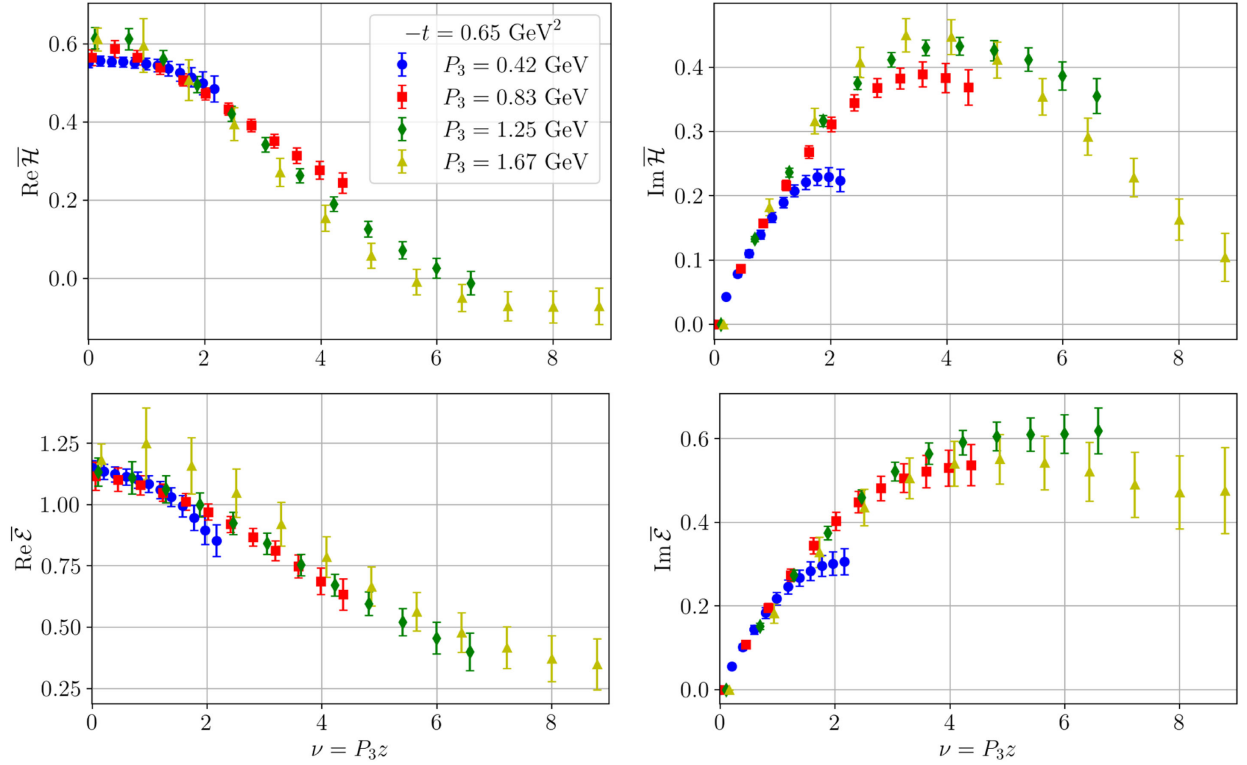 Re ℋ̅
0.6
0.4
0.2
0.0
0 2 4 6 8
−t = 0.65 GeV²
P₃ = 0.42 GeV
P₃ = 0.83 GeV
P₃ = 1.25 GeV
P₃ = 1.67 GeV
Im ℋ̅
0.4
0.3
0.2
0.1
0.0
0 2 4 6 8
Re ℰ̅
1.25
1.00
0.75
0.50
0.25
0 2 4 6 8
ν = P₃z
Im ℰ̅
0.6
0.4
0.2
0.0
0 2 4 6 8
ν = P₃z